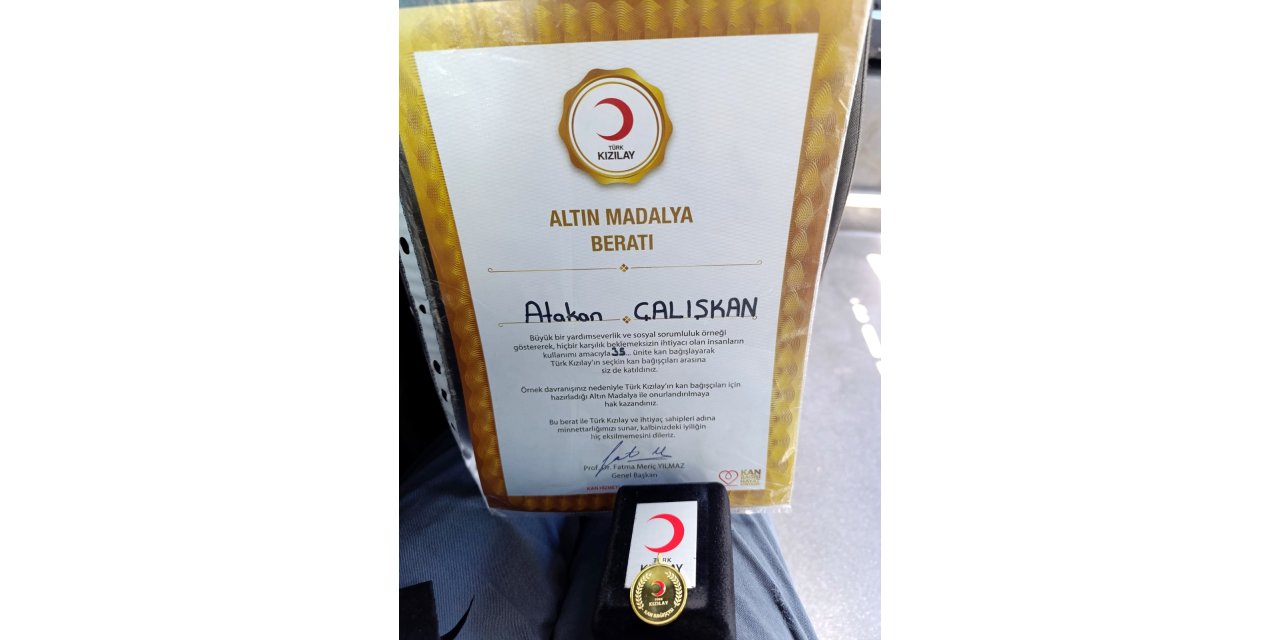 TÜRK
KIZILAY
ALTIN MADALYA
BERATI
Atakan ÇALIŞKAN
Büyük bir yardımseverlik ve sosyal sorumluluk örneği
göstererek, hiçbir karşılık beklemeksizin ihtiyacı olan insanların
kullanımı amacıyla 35... ünite kan bağışlayarak
Türk Kızılay'ın seçkin kan bağışçıları arasına
siz de katıldınız.
Örnek davranışınız nedeniyle Türk Kızılay'ın kan bağışçıları için
hazırladığı Altın Madalya ile onurlandırılmaya
hak kazandınız.
Bu berat ile Türk Kızılay ve ihtiyaç sahipleri adına
minnettarlığımızı sunar, kalbinizdeki iyiliğin
hiç eksilmemesini dileriz.
Prof. Dr. Fatma Meriç YILMAZ
Genel Başkan
KAN
TÜRK
KIZILAY
TÜRK
KIZILAY
KAN BAĞIŞÇISI